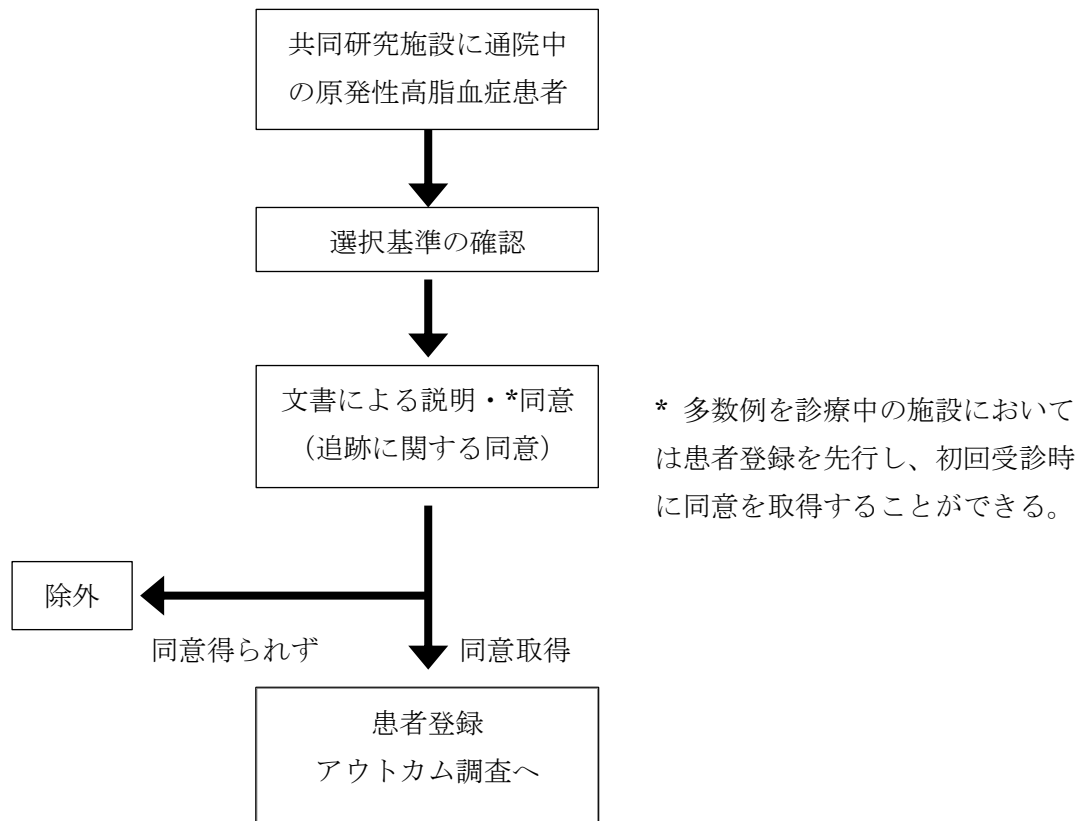 共同研究施設に通院中
の原発性高脂血症患者
選択基準の確認
文書による説明・*同意
（追跡に関する同意）
* 多数例を診療中の施設において
は患者登録を先行し、初回受診時
に同意を取得することができる。
除外
同意得られず
同意取得
患者登録
アウトカム調査へ